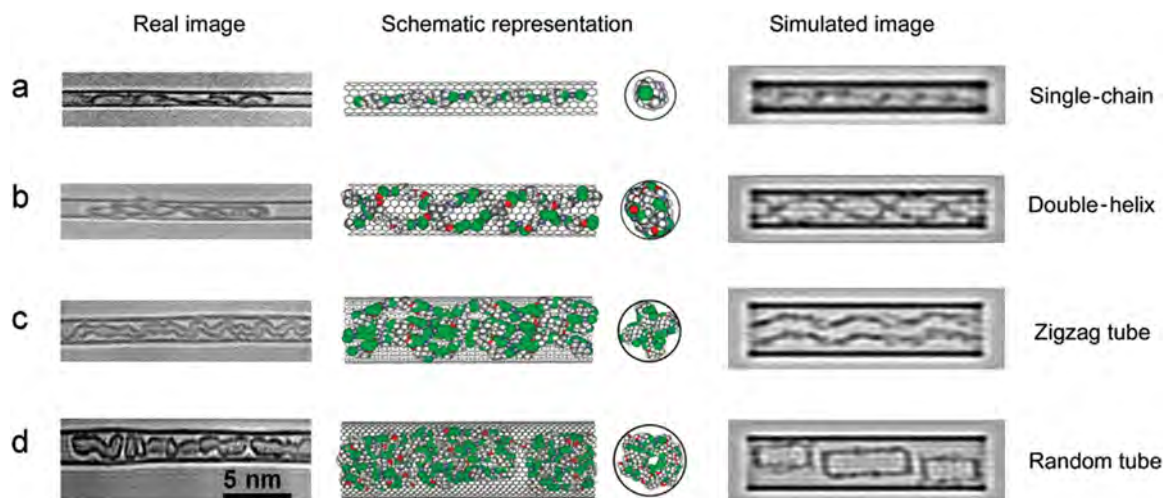 Real image Schematic representation Simulated image
a Single-chain
b Double-helix
c Zigzag tube
d Random tube
5 nm